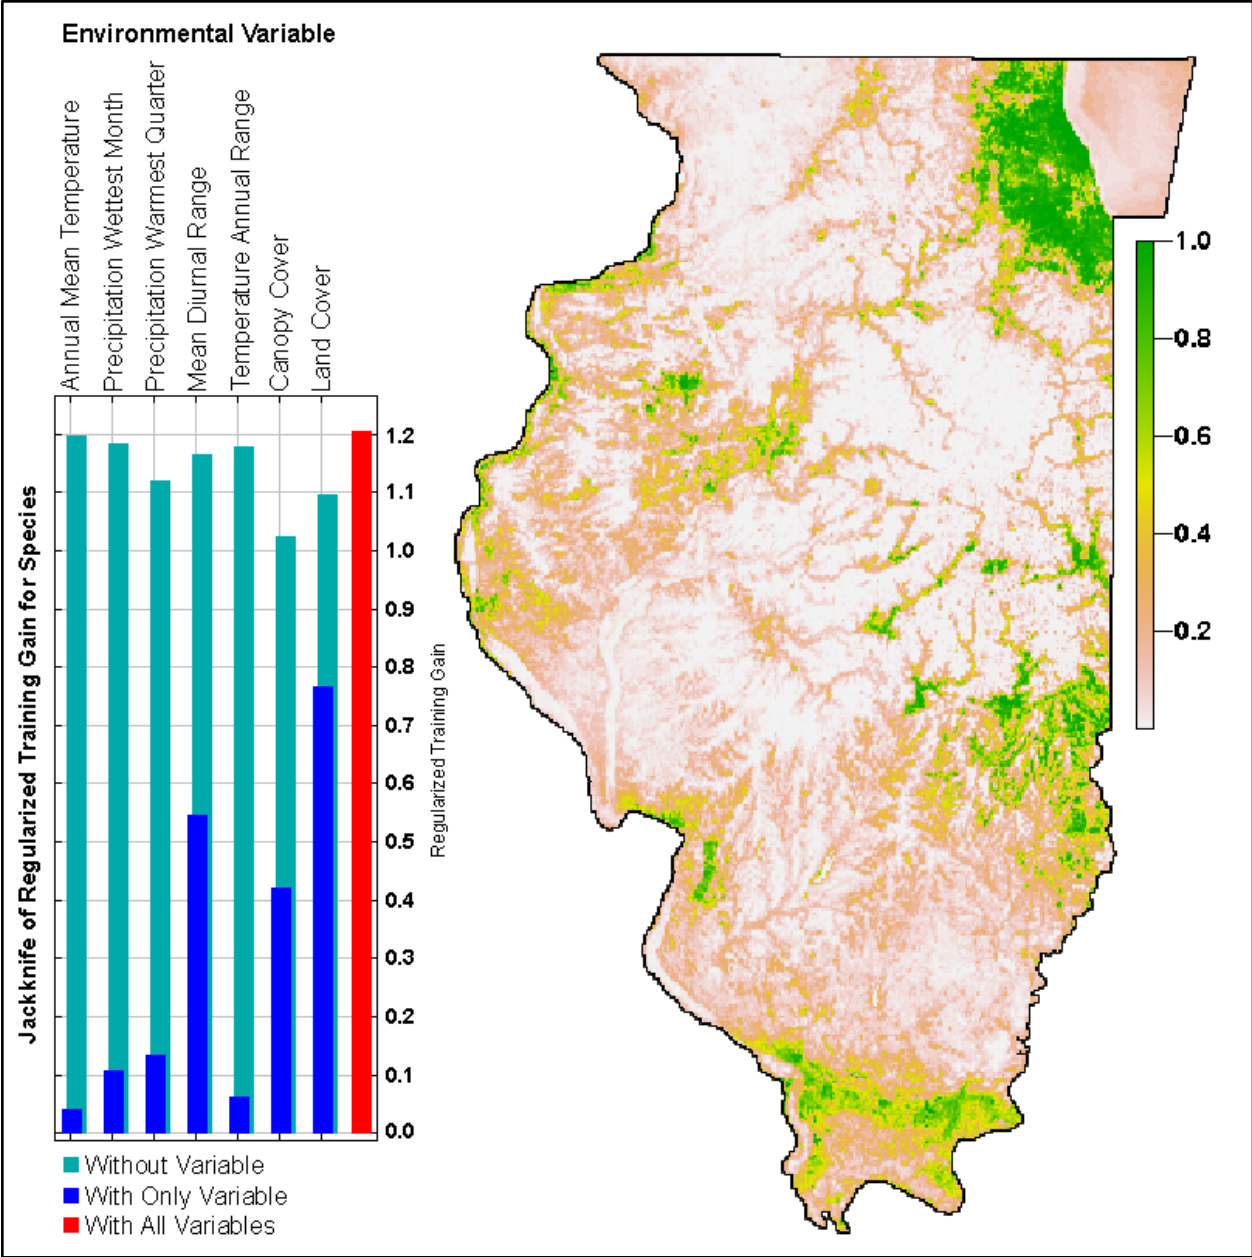 Environmental Variable
Annual Mean Temperature
Precipitation Wettest Month
Precipitation Warmest Quarter
Mean Diurnal Range
Temperature Annual Range
Canopy Cover
Land Cover
Jackknife of Regularized Training Gain for Species
1.2
1.1
1.0
0.9
0.8
0.7
0.6
0.5
0.4
0.3
0.2
0.1
0.0
Regularized Training Gain
Without Variable
With Only Variable
With All Variables
1.0
0.8
0.6
0.4
0.2